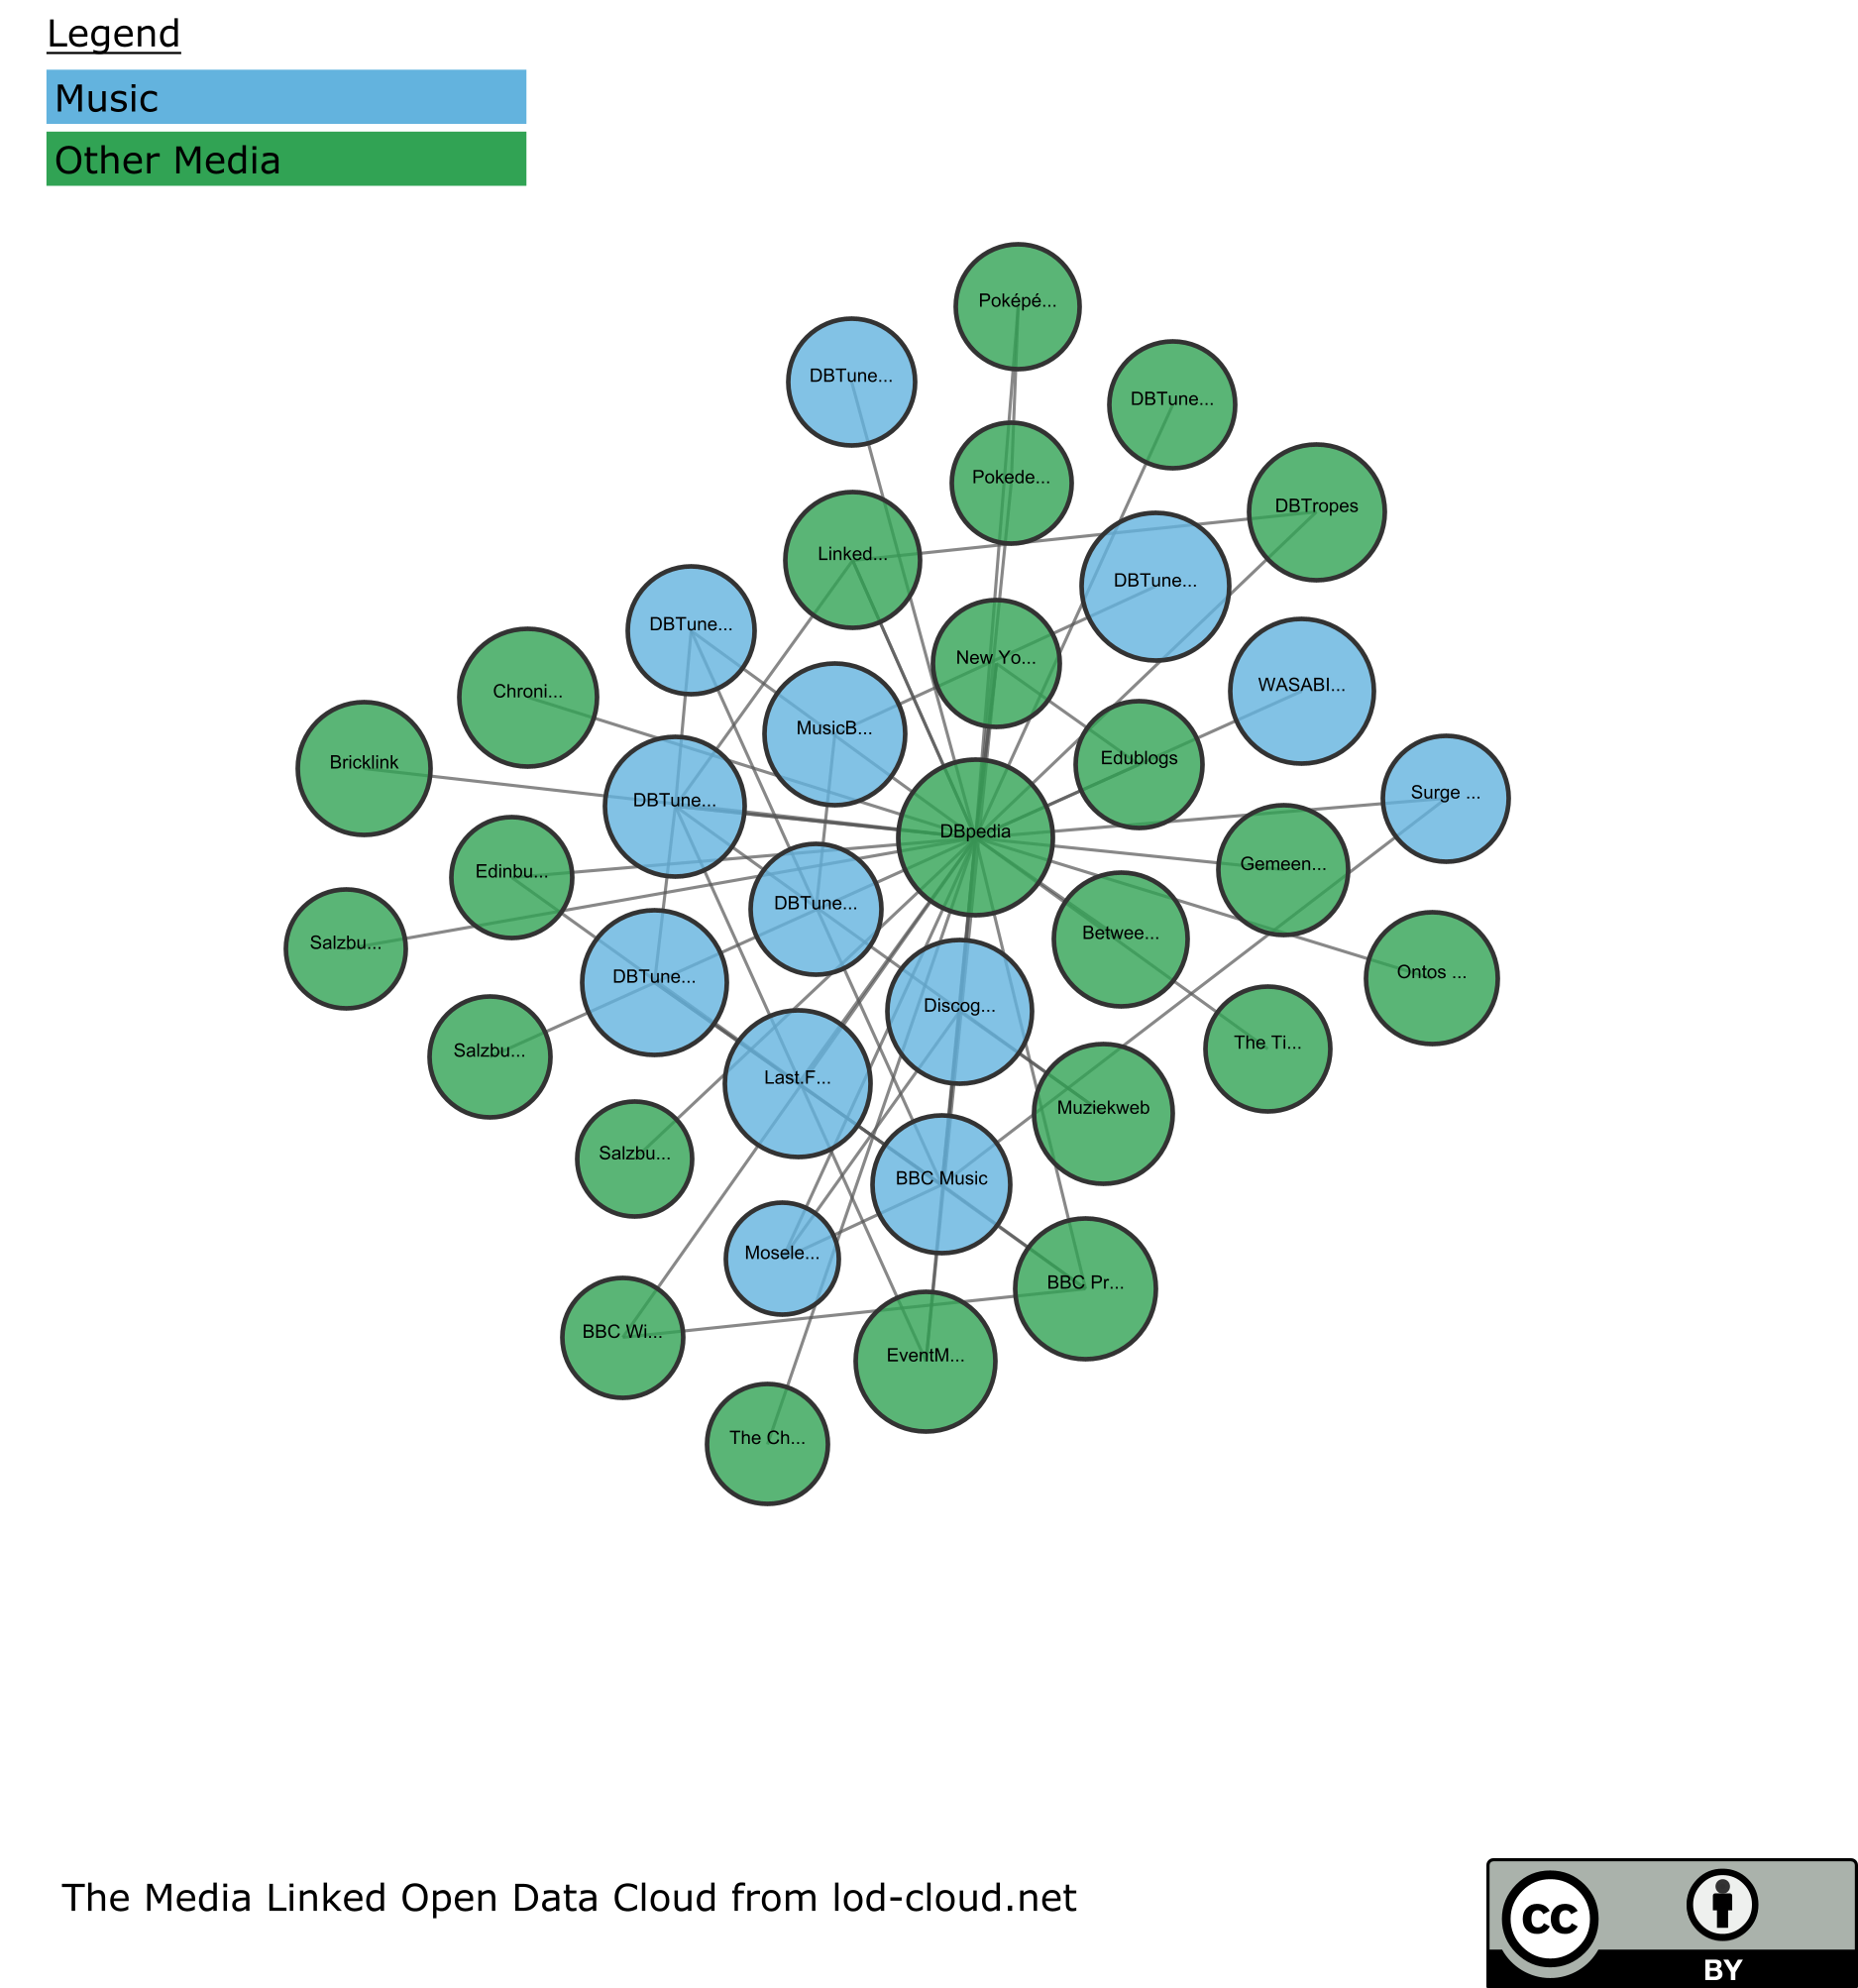 Legend
Music
Other Media
Poképé...
DBTune...
DBTune...
Pokede...
DBTropes
Linked...
DBTune...
DBTune...
New Yo...
WASABI...
Chroni...
MusicB...
Edublogs
Bricklink
Surge ...
DBTune...
DBpedia
Gemeen...
Edinbu...
DBTune...
Betwee...
Salzbu...
Ontos ...
DBTune...
Discog...
The Ti...
Salzbu...
Last.F...
Muziekweb
Salzbu...
BBC Music
Mosele...
BBC Pr...
BBC Wi...
EventM...
The Ch...
The Media Linked Open Data Cloud from lod-cloud.net
cc
BY